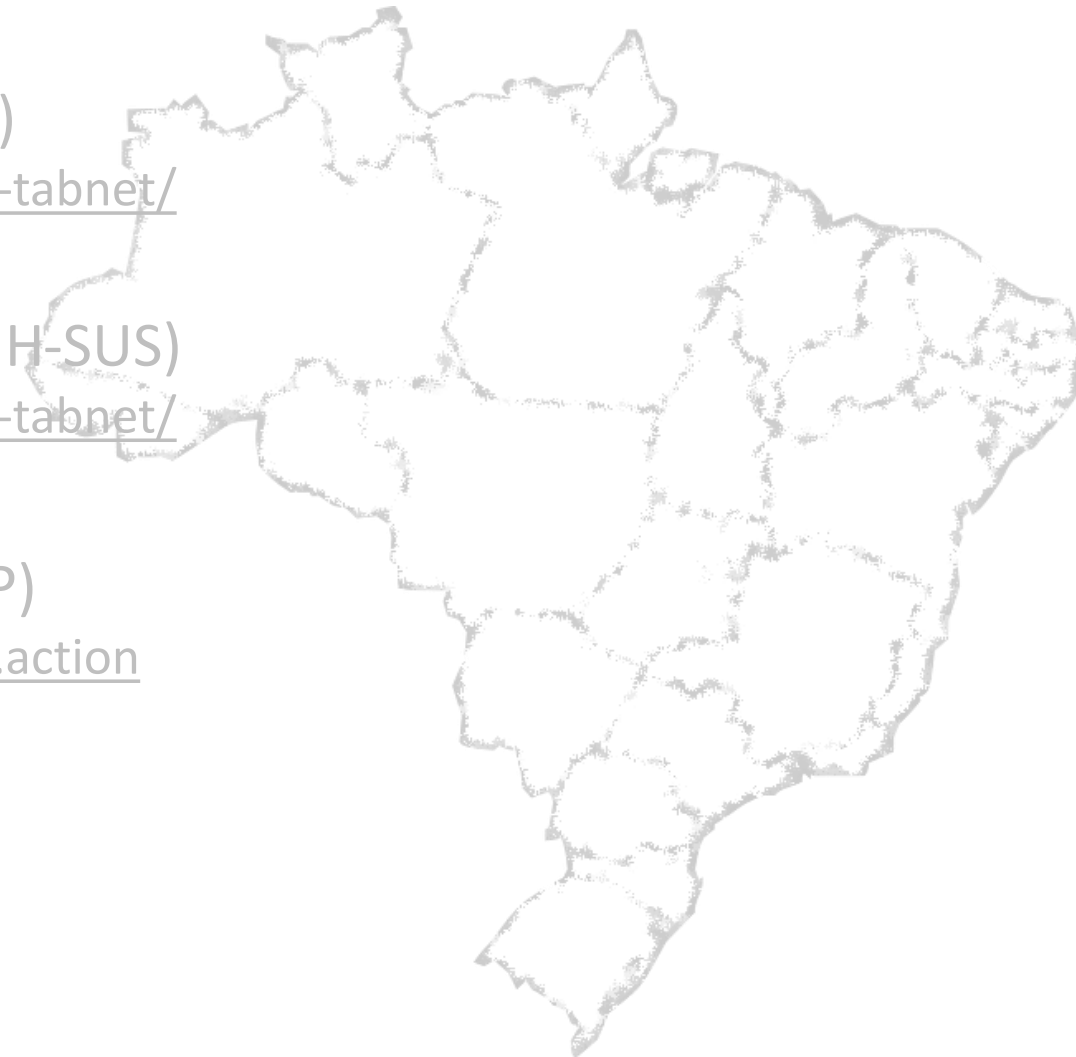 )
-tabnet/
H-SUS)
-tabnet/
P)
.action